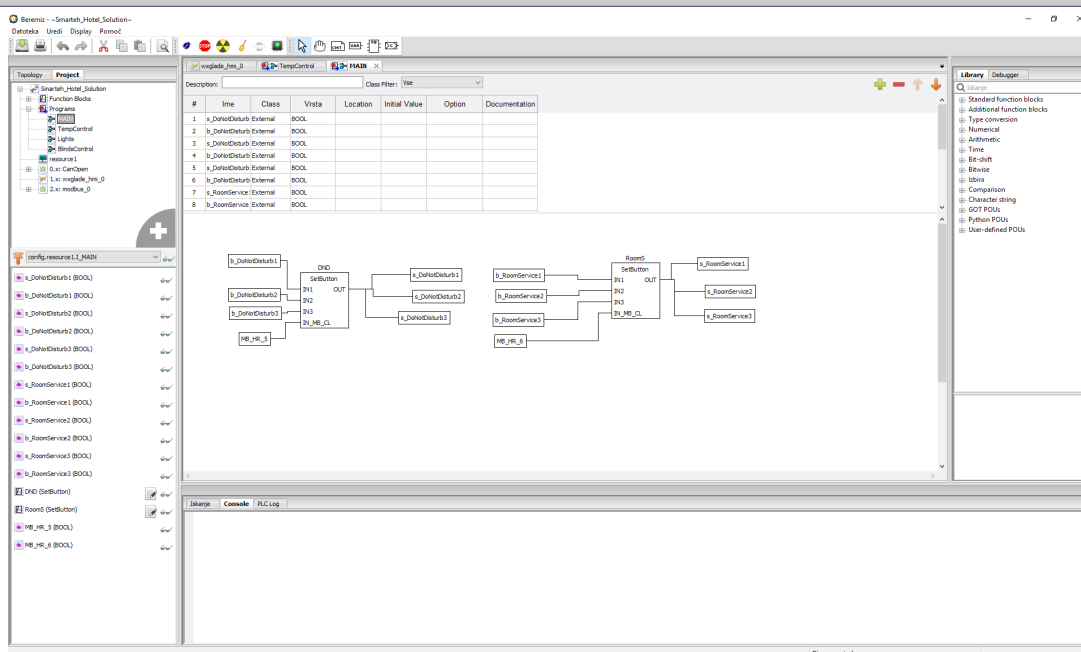 Beremiz - ~Smarteh_Hotel_Solution~
Datoteka Uredi Display Pomoč
Topology Project
Smarteh_Hotel_Solution
Function Blocks
Programs
MAIN
TempControl
Lights
BlindsControl
resource1
0.x: CanOpen
1.x: wxglade_hmi_0
2.x: modbus_0
config.resource1.I_MAIN
s_DoNotDisturb1 (BOOL)
b_DoNotDisturb1 (BOOL)
s_DoNotDisturb2 (BOOL)
b_DoNotDisturb2 (BOOL)
s_DoNotDisturb3 (BOOL)
b_DoNotDisturb3 (BOOL)
s_RoomService1 (BOOL)
b_RoomService1 (BOOL)
s_RoomService2 (BOOL)
b_RoomService2 (BOOL)
s_RoomService3 (BOOL)
b_RoomService3 (BOOL)
DND (SetButton)
RoomS (SetButton)
MB_HR_5 (BOOL)
MB_HR_6 (BOOL)
wxglade_hmi_0 TempControl MAIN
Description: Class Filter: Vse
# Ime Class Vrsta Location Initial Value Option Documentation
1 s_DoNotDisturb External BOOL
2 b_DoNotDisturb External BOOL
3 s_DoNotDisturb External BOOL
4 b_DoNotDisturb External BOOL
5 s_DoNotDisturb External BOOL
6 b_DoNotDisturb External BOOL
7 s_RoomService External BOOL
8 b_RoomService External BOOL
b_DoNotDisturb1
b_DoNotDisturb2
b_DoNotDisturb3
MB_HR_5
DND
SetButton
IN1 OUT
IN2
IN3
IN_MB_CL
s_DoNotDisturb1
s_DoNotDisturb2
s_DoNotDisturb3
b_RoomService1
b_RoomService2
b_RoomService3
MB_HR_6
RoomS
SetButton
IN1 OUT
IN2
IN3
IN_MB_CL
s_RoomService1
s_RoomService2
s_RoomService3
Iskanje Console PLC Log
Library Debugger
Iskanje
Standard function blocks
Additional function blocks
Type conversion
Numerical
Arithmetic
Time
Bit-shift
Bitwise
Izbira
Comparison
Character string
GOT POUs
Python POUs
User-defined POUs